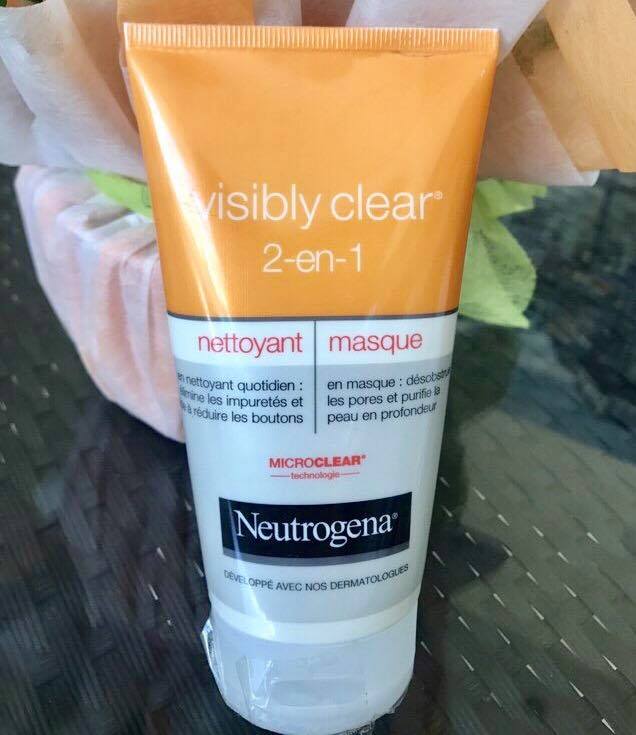 visibly clear®
2-en-1
nettoyant
masque
en nettoyant quotidien :
élimine les impuretés et
à réduire les boutons
en masque : désobstrue
les pores et purifie la
peau en profondeur
MICROCLEAR®
technologie
Neutrogena®
DÉVELOPPÉ AVEC NOS DERMATOLOGUES